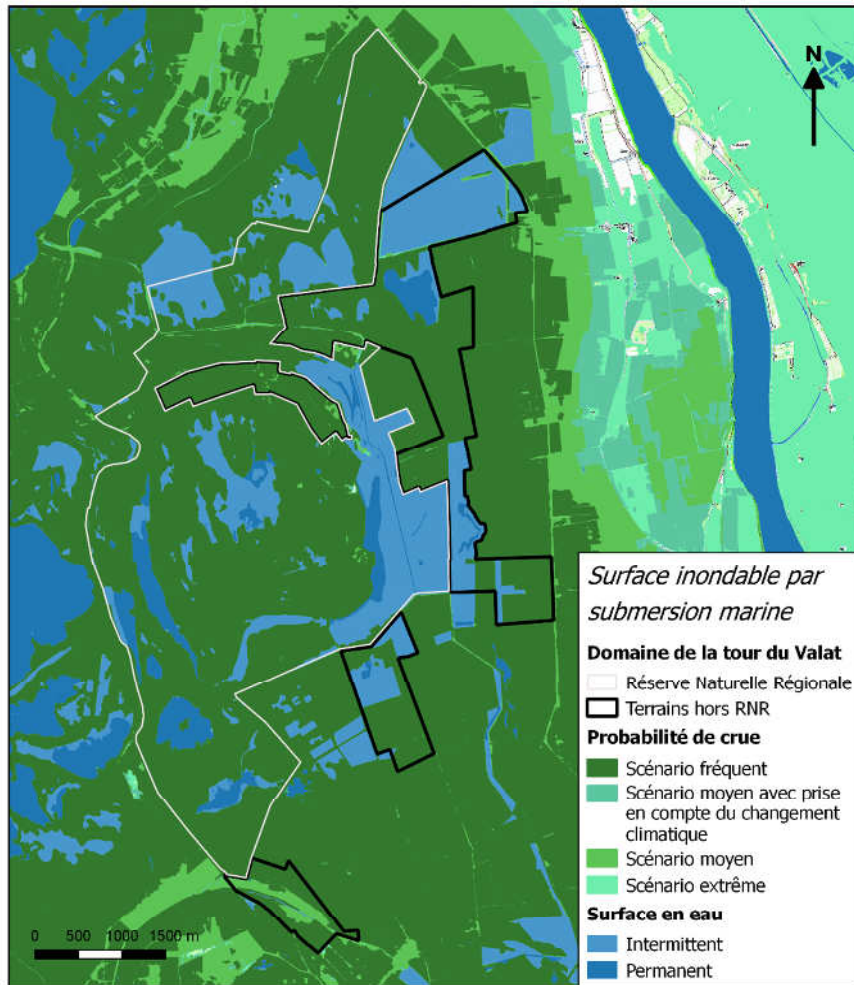 N
Surface inondable par
submersion marine
Domaine de la tour du Valat
Réserve Naturelle Régionale
Terrains hors RNR
Probabilité de crue
Scénario fréquent
Scénario moyen avec prise
en compte du changement
climatique
Scénario moyen
Scénario extrême
Surface en eau
Intermittent
Permanent
0 500 1000 1500 m